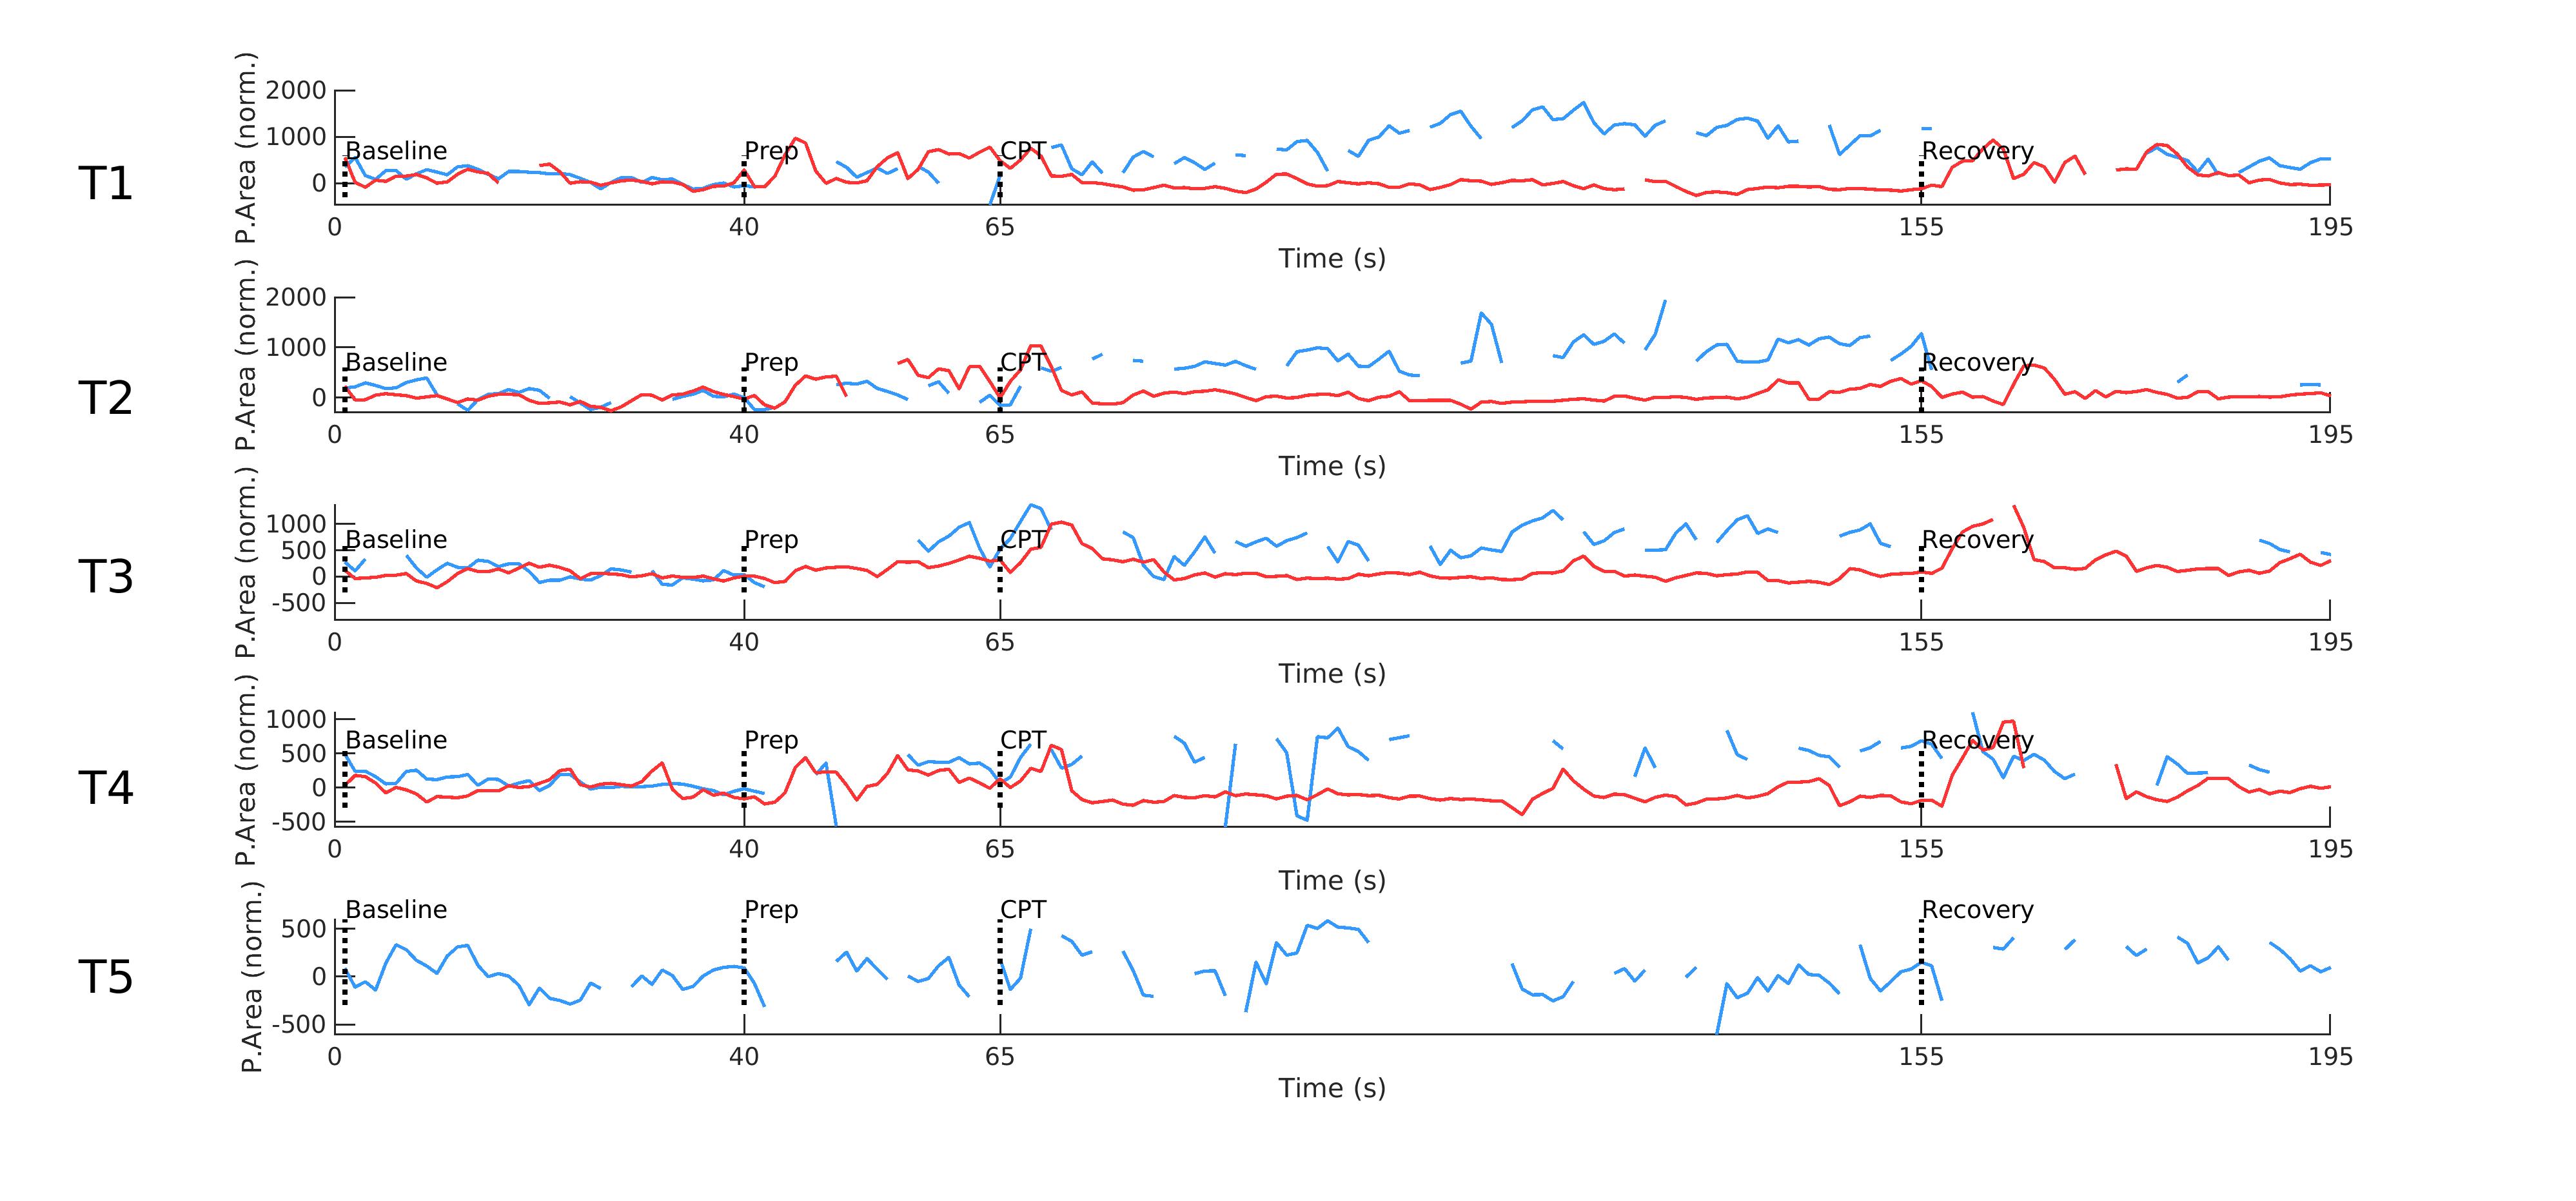 T1
P.Area (norm.)
2000
1000
0
Baseline
Prep
CPT
Recovery
0 40 65 155 195
Time (s)
T2
P.Area (norm.)
2000
1000
0
Baseline
Prep
CPT
Recovery
0 40 65 155 195
Time (s)
T3
P.Area (norm.)
1000
500
0
-500
Baseline
Prep
CPT
Recovery
0 40 65 155 195
Time (s)
T4
P.Area (norm.)
1000
500
0
-500
Baseline
Prep
CPT
Recovery
0 40 65 155 195
Time (s)
T5
P.Area (norm.)
500
0
-500
Baseline
Prep
CPT
Recovery
0 40 65 155 195
Time (s)